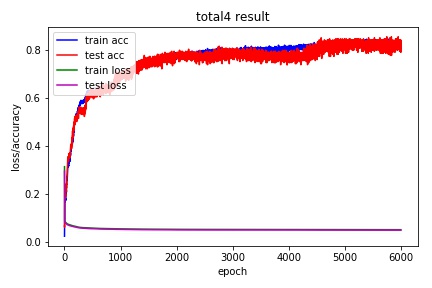 total4 result
train acc
test acc
train loss
test loss
0.8
0.6
0.4
0.2
0.0
loss/accuracy
0
1000
2000
3000
4000
5000
6000
epoch